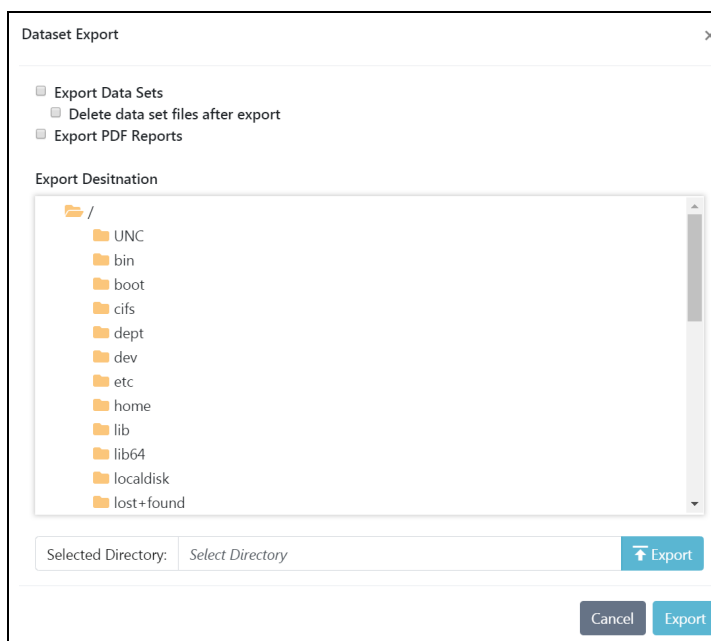 Dataset Export
Export Data Sets
Delete data set files after export
Export PDF Reports
Export Desitnation
/
UNC
bin
boot
cifs
dept
dev
etc
home
lib
lib64
localdisk
lost+found
Selected Directory: Select Directory Export
Cancel Export